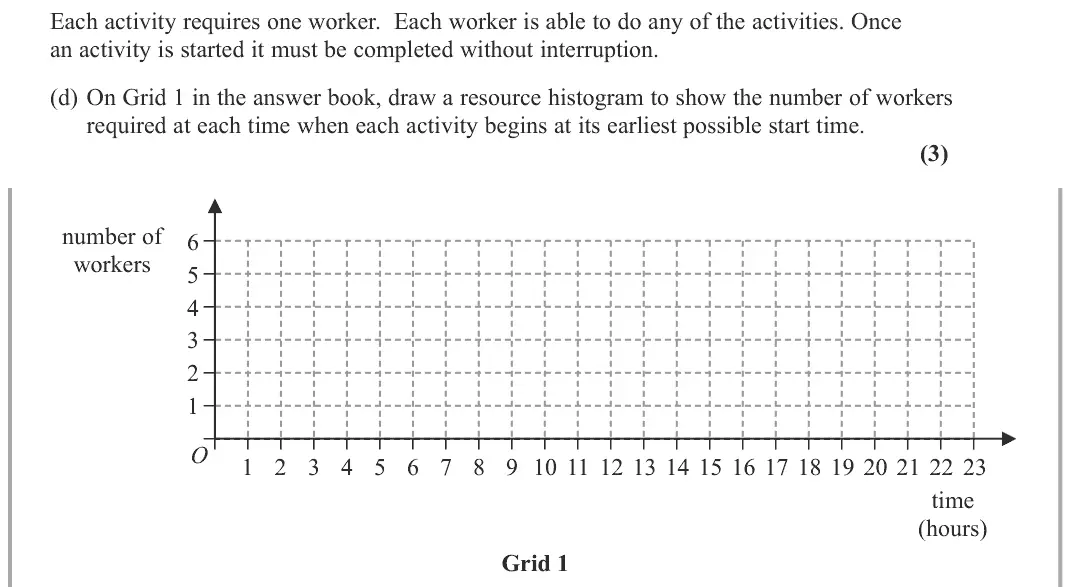 Each activity requires one worker. Each worker is able to do any of the activities. Once
an activity is started it must be completed without interruption.
(d) On Grid 1 in the answer book, draw a resource histogram to show the number of workers
required at each time when each activity begins at its earliest possible start time.
(3)
number of
workers
6
5
4
3
2
1
O
1 2 3 4 5 6 7 8 9 10 11 12 13 14 15 16 17 18 19 20 21 22 23
time
(hours)
Grid 1